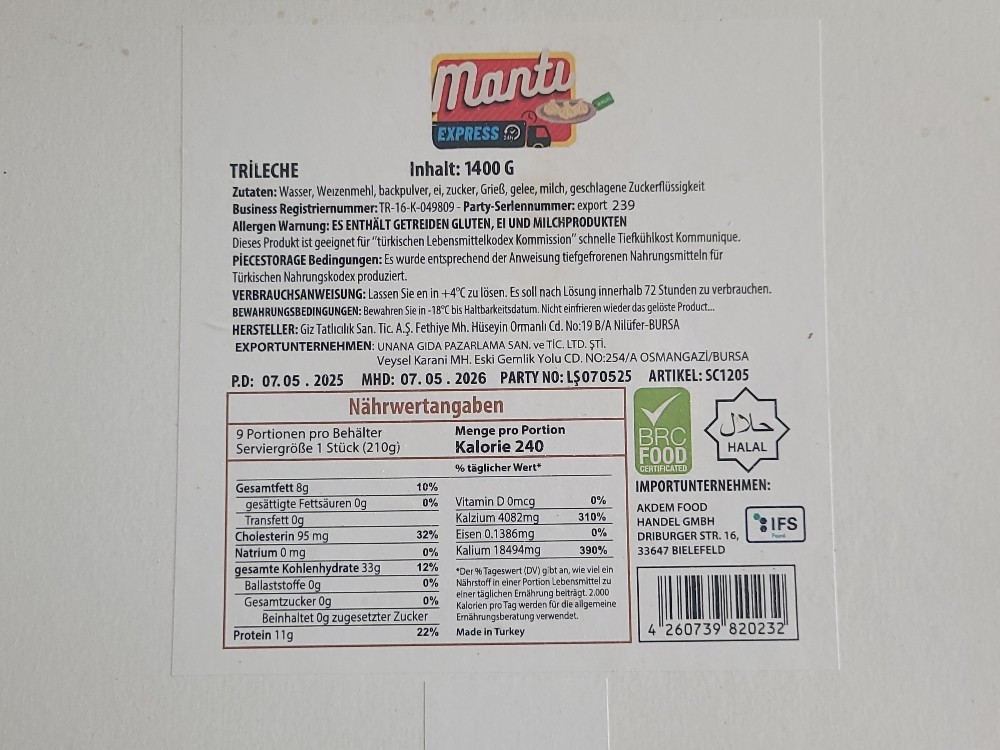 Mantı
EXPRESS 24h
TRİLECHE Inhalt: 1400 G
Zutaten: Wasser, Weızenmehl, backpulver, ei, zucker, Grieß, gelee, milch, geschlagene Zuckerflüssigkeit
Business Registriernummer: TR-16-K-049809 - Party-Serlennummer: export 239
Allergen Warnung: ES ENTHÄLT GETREIDEN GLUTEN, EI UND MILCHPRODUKTEN
Dieses Produkt ist geeignet für "türkischen Lebensmittelkodex Kommission" schnelle Tiefkühlkost Kommunique.
PİECESTORAGE Bedingungen: Es wurde entsprechend der Anweisung tiefgefrorenen Nahrungsmitteln für
Türkischen Nahrungskodex produziert.
VERBRAUCHSANWEISUNG: Lassen Sie en in +4°C zu lösen. Es soll nach Lösung innerhalb 72 Stunden zu verbrauchen.
BEWAHRUNGSBEDINGUNGEN: Bewahren Sie in -18°C bis Haltbarkeitsdatum. Nicht einfrieren wieder das gelöste Product...
HERSTELLER: Giz Tatlıcılık San. Tic. A.Ş. Fethiye Mh. Hüseyin Ormanlı Cd. No:19 B/A Nilüfer-BURSA
EXPORTUNTERNEHMEN: UNANA GIDA PAZARLAMA SAN. ve TİC. LTD. ŞTİ.
Veysel Karani MH. Eski Gemlik Yolu CD. NO:254/A OSMANGAZİ/BURSA
P.D: 07.05.2025 MHD: 07.05.2026 PARTY NO: LŞ070525 ARTIKEL: SC1205
Nährwertangaben
9 Portionen pro Behälter
Serviergröße 1 Stück (210g)
Menge pro Portion
Kalorie 240
% täglicher Wert*
Gesamtfett 8g 10%
gesättigte Fettsäuren 0g 0%
Transfett 0g
Cholesterin 95 mg 32%
Natrium 0 mg 0%
gesamte Kohlenhydrate 33g 12%
Ballaststoffe 0g 0%
Gesamtzucker 0g 0%
Beinhaltet 0g zugesetzter Zucker
Protein 11g 22%
Vitamin D 0mcg 0%
Kalzium 4082mg 310%
Eisen 0.1386mg 0%
Kalium 18494mg 390%
*Der % Tageswert (DV) gibt an, wie viel ein
Nährstoff in einer Portion Lebensmittel zu
einer täglichen Ernährung beiträgt. 2.000
Kalorien pro Tag werden für die allgemeine
Ernährungsberatung verwendet.
Made in Turkey
BRC
FOOD
CERTIFICATED
حلال
HALAL
IMPORTUNTERNEHMEN:
AKDEM FOOD
HANDEL GMBH
DRIBURGER STR. 16,
33647 BIELEFELD
IFS
Food
4 260739 820232